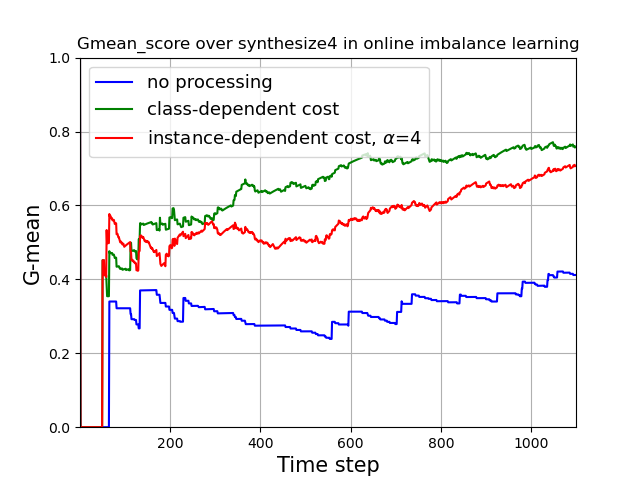 Gmean_score over synthesize4 in online imbalance learning
1.0
0.8
0.6
0.4
0.2
0.0
G-mean
no processing
class-dependent cost
instance-dependent cost, α=4
200 400 600 800 1000
Time step